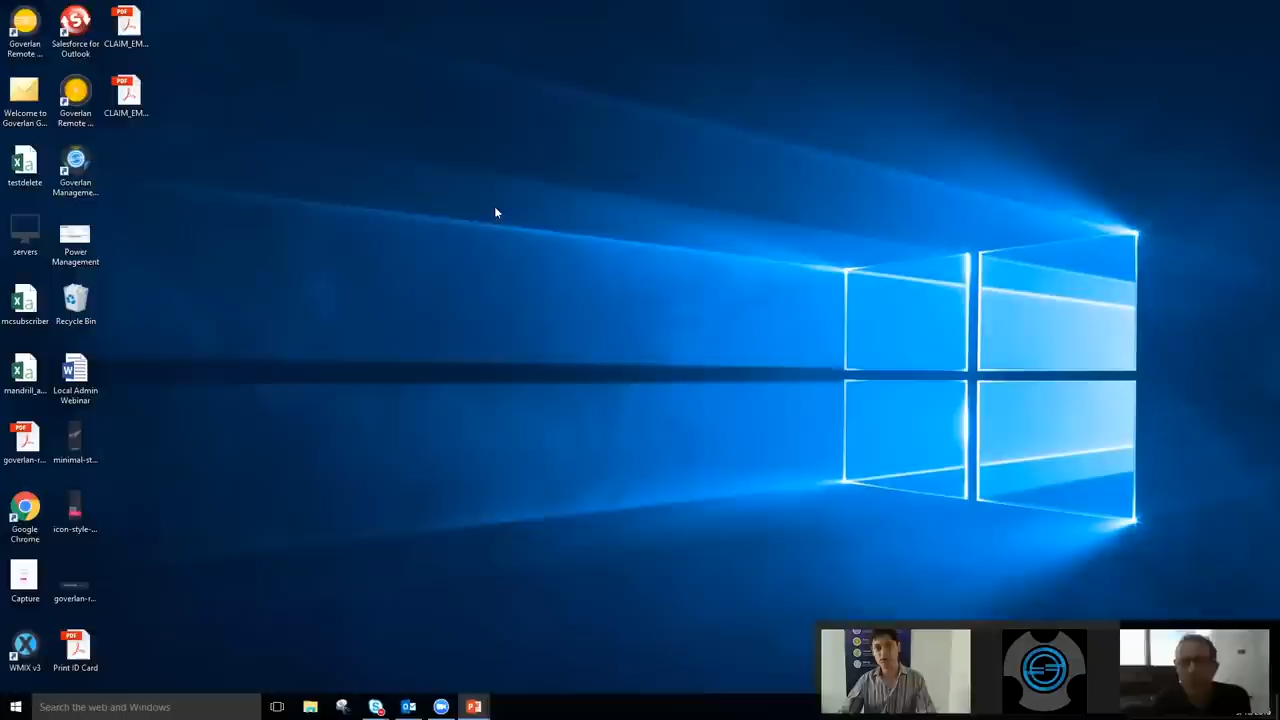 Goverlan
Remote ...
Salesforce for
Outlook
CLAIM_EM...
Welcome to
Goverlan G...
Goverlan
Remote ...
CLAIM_EM...
testdelete
Goverlan
Manageme...
servers
Power
Management
mcsubscriber
Recycle Bin
mandrill_a...
Local Admin
Webinar
goverlan-r...
minimal-st...
Google
Chrome
icon-style-...
Capture
goverlan-r...
WMIX v3
Print ID Card
Search the web and Windows